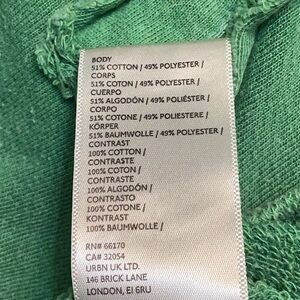 BODY
51% COTTON / 49% POLYESTER /
CORPS
51% COTON / 49% POLYESTER /
CUERPO
51% ALGODÓN / 49% POLIÉSTER /
CORPO
51% COTONE / 49% POLIESTERE /
KÖRPER
51% BAUMWOLLE / 49% POLYESTER /
CONTRAST
100% COTTON /
CONTRASTE
100% COTON /
CONTRASTE
100% ALGODÓN /
CONTRASTO
100% COTONE /
KONTRAST
100% BAUMWOLLE /
RN# 66170
CA# 32054
URBN UK LTD.
146 BRICK LANE
LONDON, E1 6RU